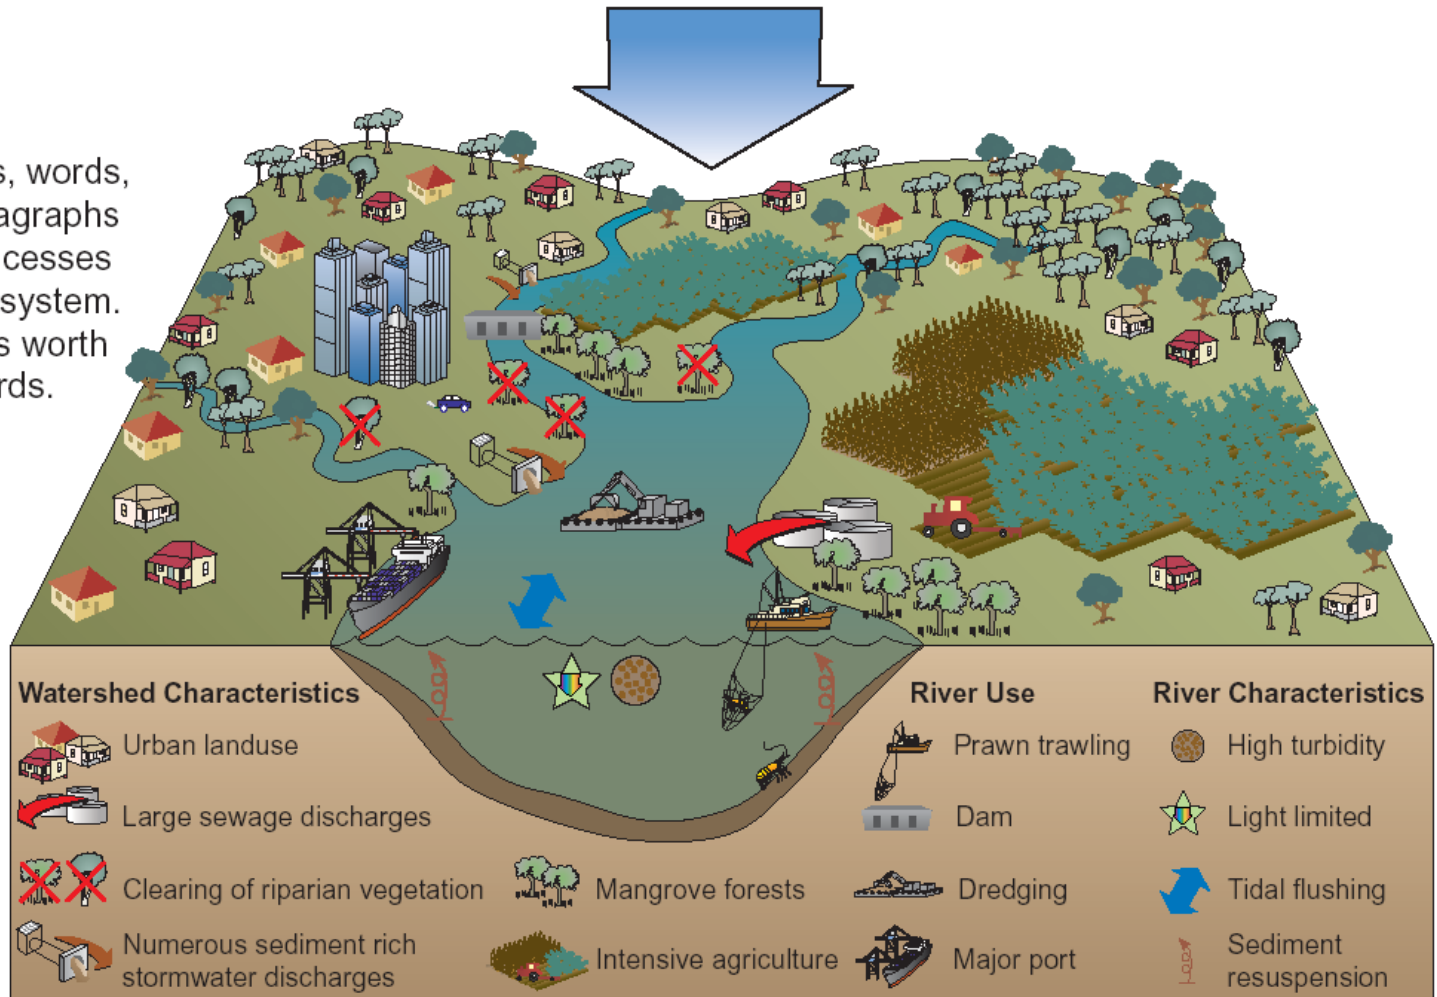 s, words,
agraphs
cesses
system.
s worth
rds.
Watershed Characteristics
Urban landuse
Large sewage discharges
Clearing of riparian vegetation
Numerous sediment rich
stormwater discharges
Mangrove forests
Intensive agriculture
River Use
Prawn trawling
Dam
Dredging
Major port
River Characteristics
High turbidity
Light limited
Tidal flushing
Sediment
resuspension